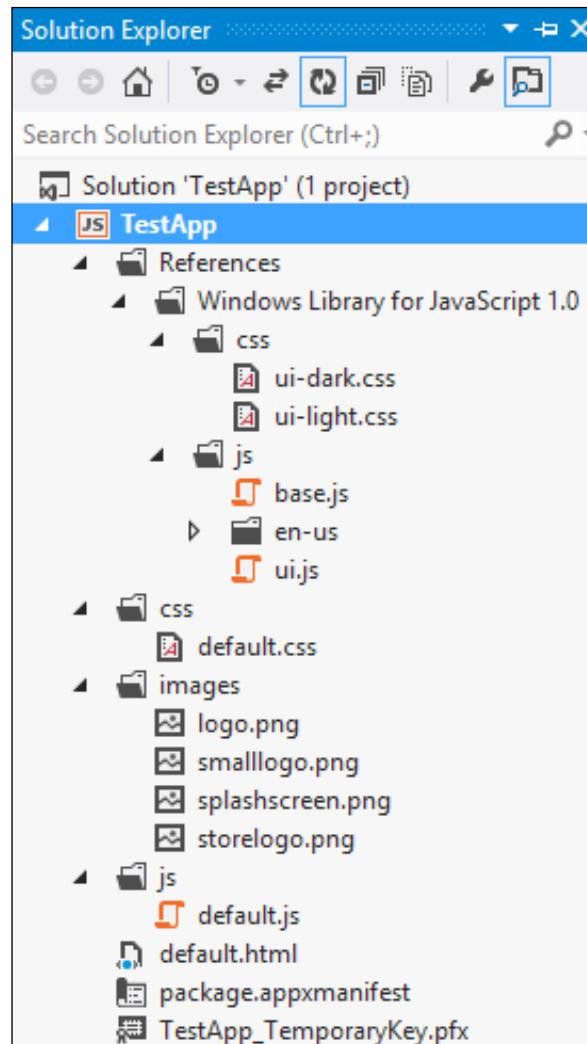 Solution Explorer
Search Solution Explorer (Ctrl+;)
Solution 'TestApp' (1 project)
JS TestApp
References
Windows Library for JavaScript 1.0
css
ui-dark.css
ui-light.css
js
base.js
en-us
ui.js
css
default.css
images
logo.png
smalllogo.png
splashscreen.png
storelogo.png
js
default.js
default.html
package.appxmanifest
TestApp_TemporaryKey.pfx